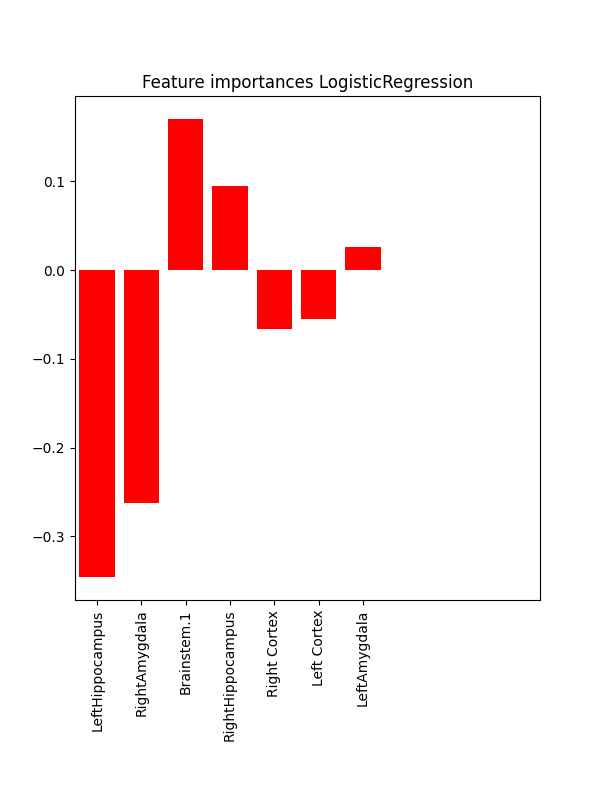 Feature importances LogisticRegression
0.1
0.0
−0.1
−0.2
−0.3
LeftHippocampus
RightAmygdala
Brainstem.1
RightHippocampus
Right Cortex
Left Cortex
LeftAmygdala